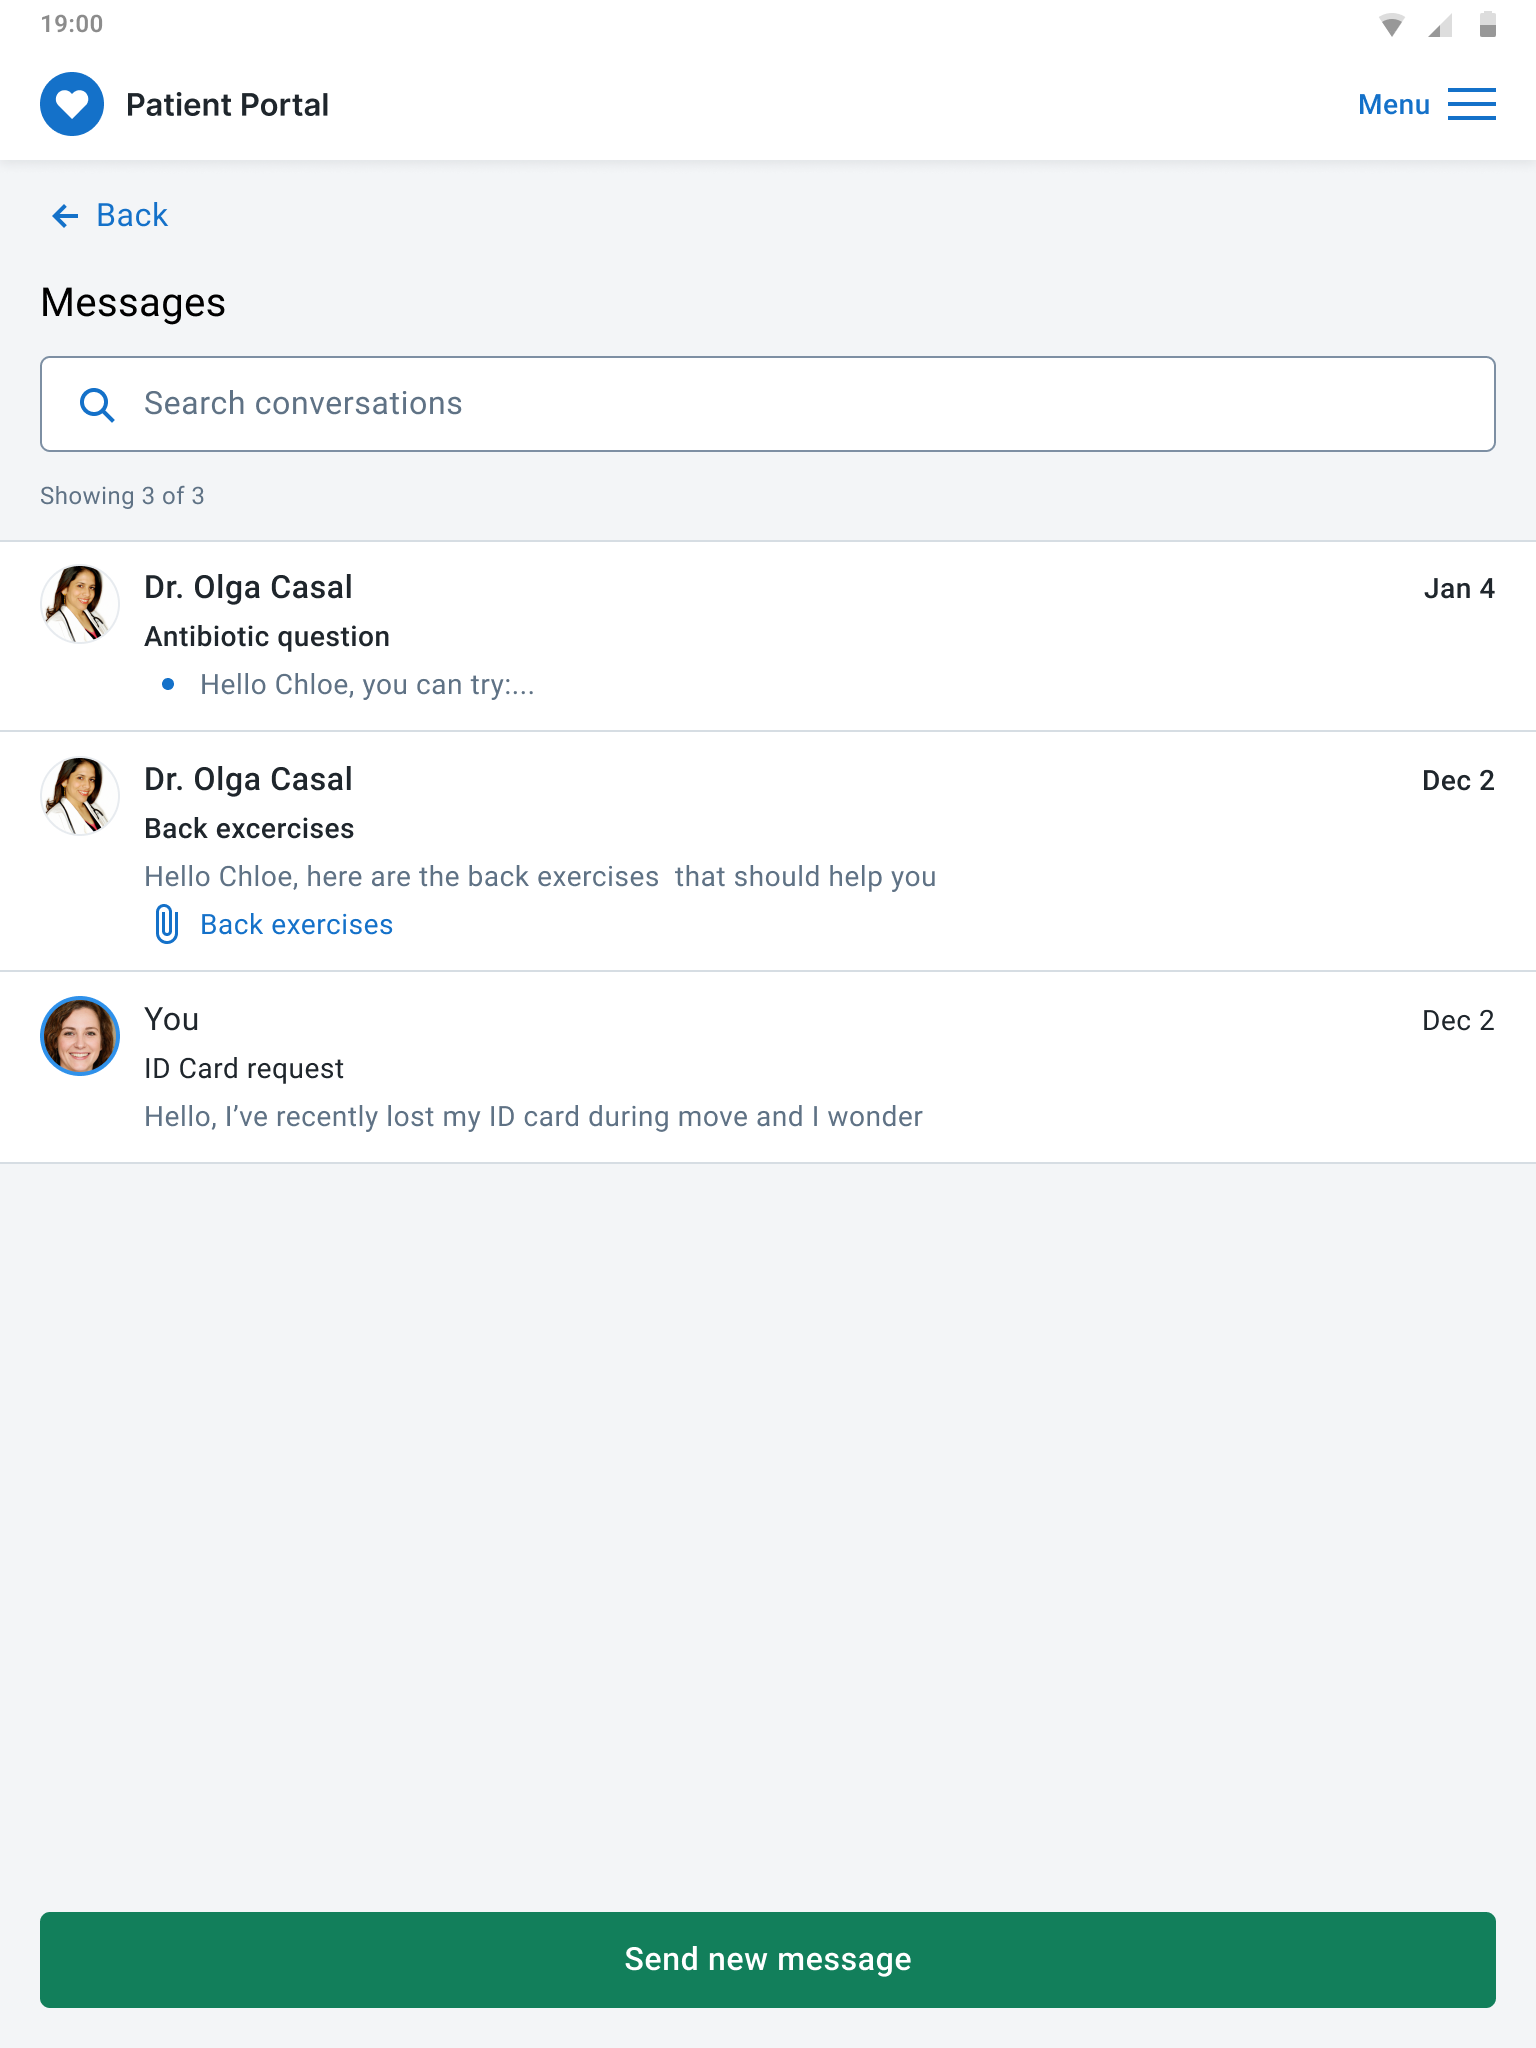 19:00
Patient Portal
Menu
Back
Messages
Search conversations
Showing 3 of 3
Dr. Olga Casal
Jan 4
Antibiotic question
Hello Chloe, you can try:...
Dr. Olga Casal
Dec 2
Back excercises
Hello Chloe, here are the back exercises  that should help you
Back exercises
You
Dec 2
ID Card request
Hello, I’ve recently lost my ID card during move and I wonder
Send new message